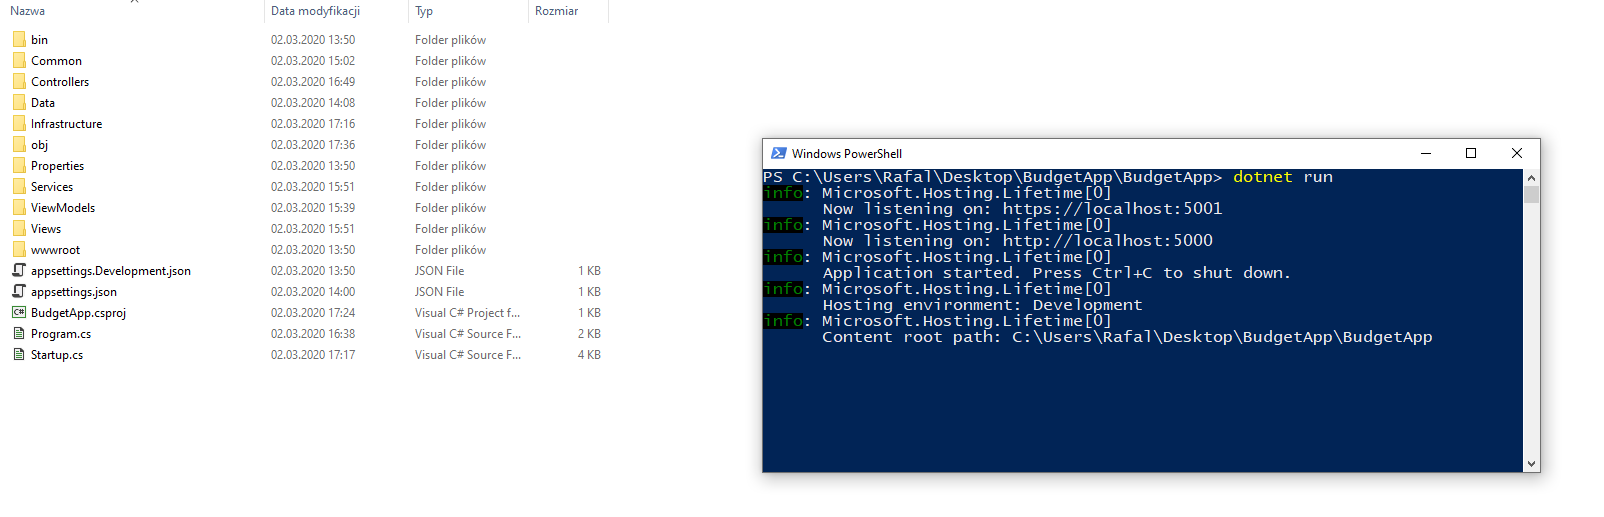 Nazwa Data modyfikacji Typ Rozmiar
bin 02.03.2020 13:50 Folder plików
Common 02.03.2020 15:02 Folder plików
Controllers 02.03.2020 16:49 Folder plików
Data 02.03.2020 14:08 Folder plików
Infrastructure 02.03.2020 17:16 Folder plików
obj 02.03.2020 17:36 Folder plików
Properties 02.03.2020 13:50 Folder plików
Services 02.03.2020 15:51 Folder plików
ViewModels 02.03.2020 15:39 Folder plików
Views 02.03.2020 15:51 Folder plików
wwwroot 02.03.2020 13:50 Folder plików
appsettings.Development.json 02.03.2020 13:50 JSON File 1 KB
appsettings.json 02.03.2020 14:00 JSON File 1 KB
BudgetApp.csproj 02.03.2020 17:24 Visual C# Project f... 1 KB
Program.cs 02.03.2020 16:38 Visual C# Source F... 2 KB
Startup.cs 02.03.2020 17:17 Visual C# Source F... 4 KB
Windows PowerShell
PS C:\Users\Rafal\Desktop\BudgetApp\BudgetApp> dotnet run
info: Microsoft.Hosting.Lifetime[0]
Now listening on: https://localhost:5001
info: Microsoft.Hosting.Lifetime[0]
Now listening on: http://localhost:5000
info: Microsoft.Hosting.Lifetime[0]
Application started. Press Ctrl+C to shut down.
info: Microsoft.Hosting.Lifetime[0]
Hosting environment: Development
info: Microsoft.Hosting.Lifetime[0]
Content root path: C:\Users\Rafal\Desktop\BudgetApp\BudgetApp